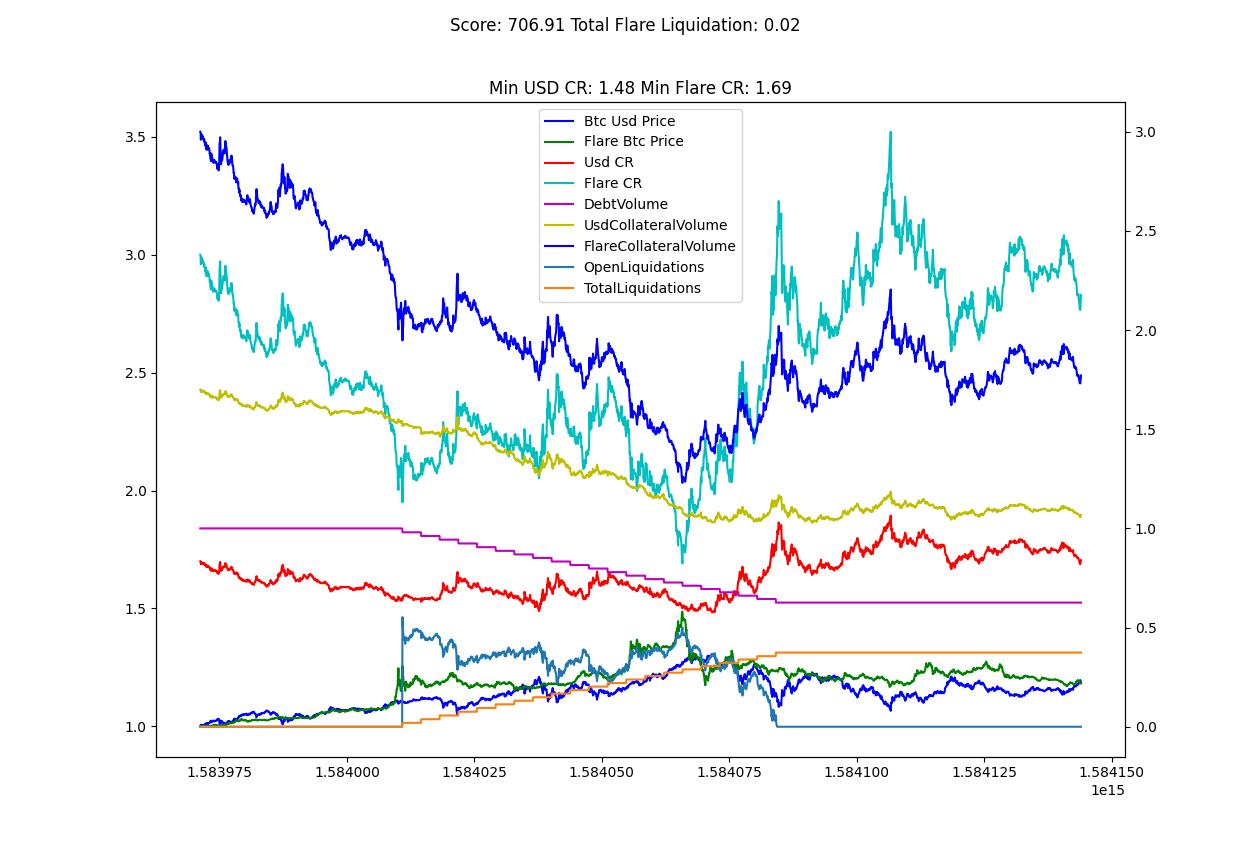 Score: 706.91 Total Flare Liquidation: 0.02
Min USD CR: 1.48 Min Flare CR: 1.69
Btc Usd Price
Flare Btc Price
Usd CR
Flare CR
DebtVolume
UsdCollateralVolume
FlareCollateralVolume
OpenLiquidations
TotalLiquidations
3.5
3.0
2.5
2.0
1.5
1.0
3.0
2.5
2.0
1.5
1.0
0.5
0.0
1.583975 1.584000 1.584025 1.584050 1.584075 1.584100 1.584125 1.584150
1e15